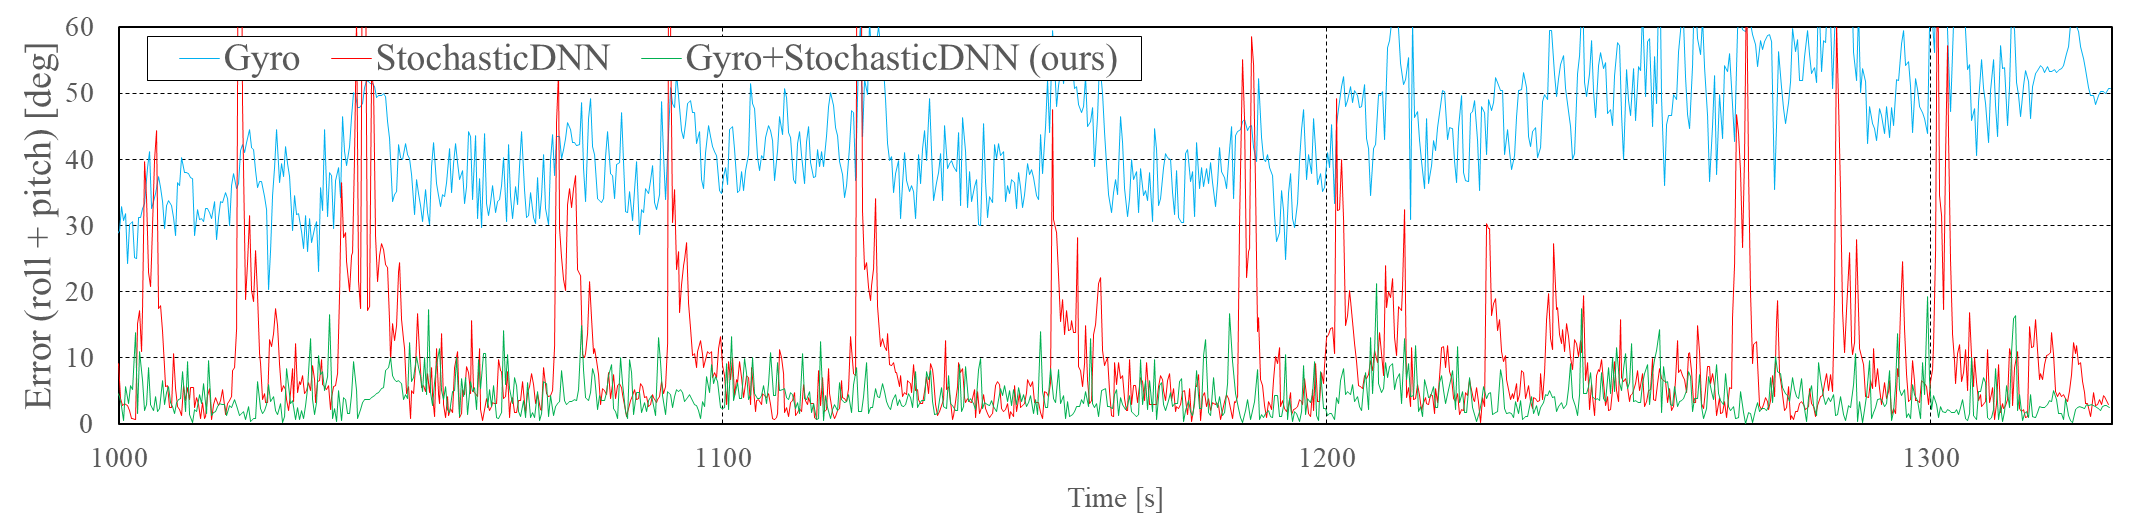 Error (roll + pitch) [deg]
60
50
40
30
20
10
0
Gyro StochasticDNN Gyro+StochasticDNN (ours)
1000 1100 1200 1300
Time [s]